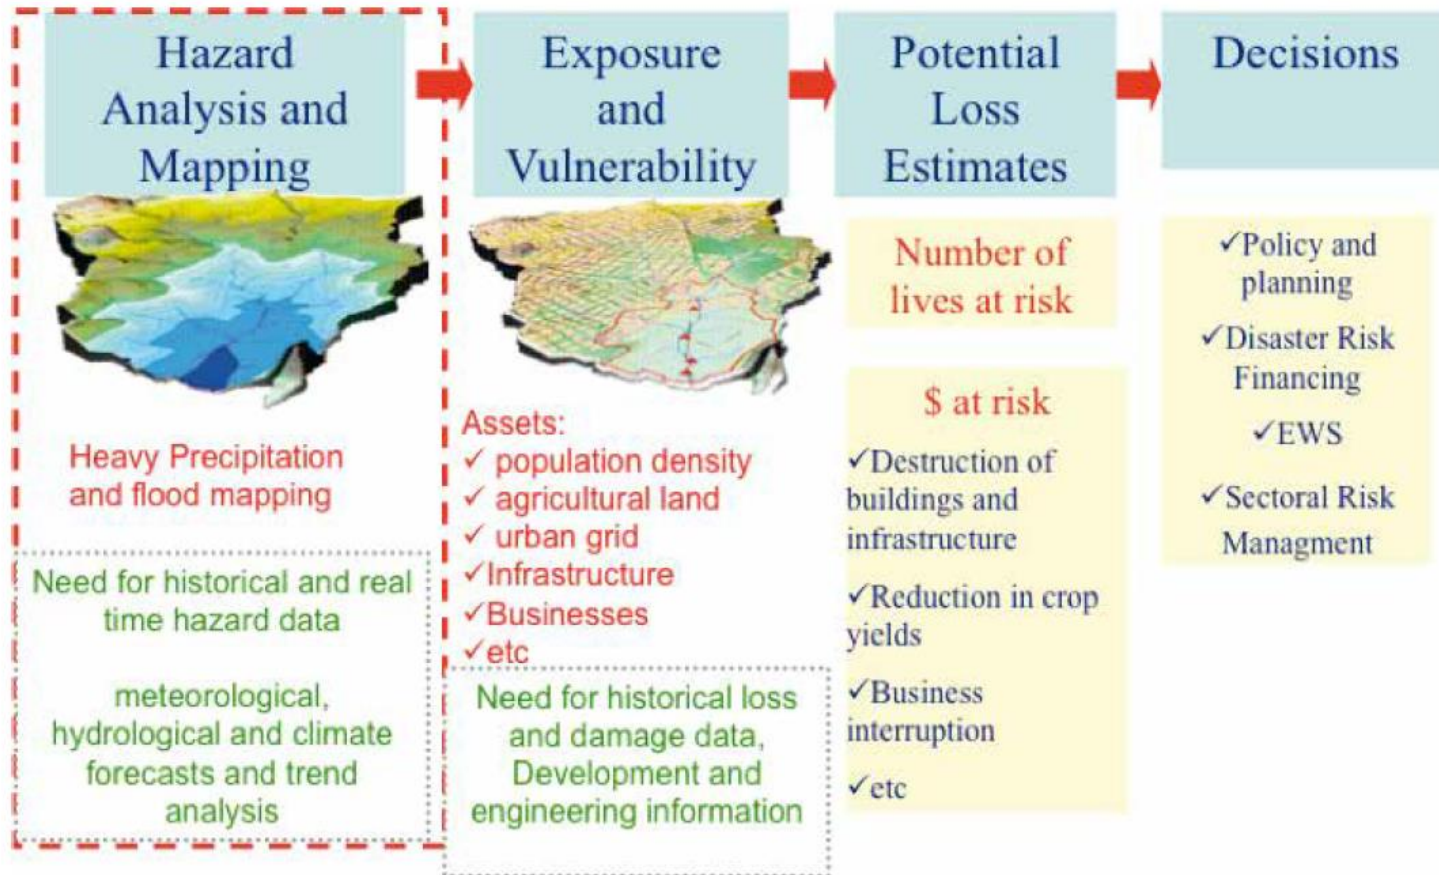 Hazard
Analysis and
Mapping
Heavy Precipitation
and flood mapping
Need for historical and real
time hazard data
meteorological,
hydrological and climate
forecasts and trend
analysis
Exposure
and
Vulnerability
Assets:
✓ population density
✓ agricultural land
✓ urban grid
✓Infrastructure
✓Businesses
✓etc
Need for historical loss
and damage data,
Development and
engineering information
Potential
Loss
Estimates
Number of
lives at risk
$ at risk
✓Destruction of
buildings and
infrastructure
✓Reduction in crop
yields
✓Business
interruption
✓etc
Decisions
✓Policy and
planning
✓Disaster Risk
Financing
✓EWS
✓Sectoral Risk
Managment